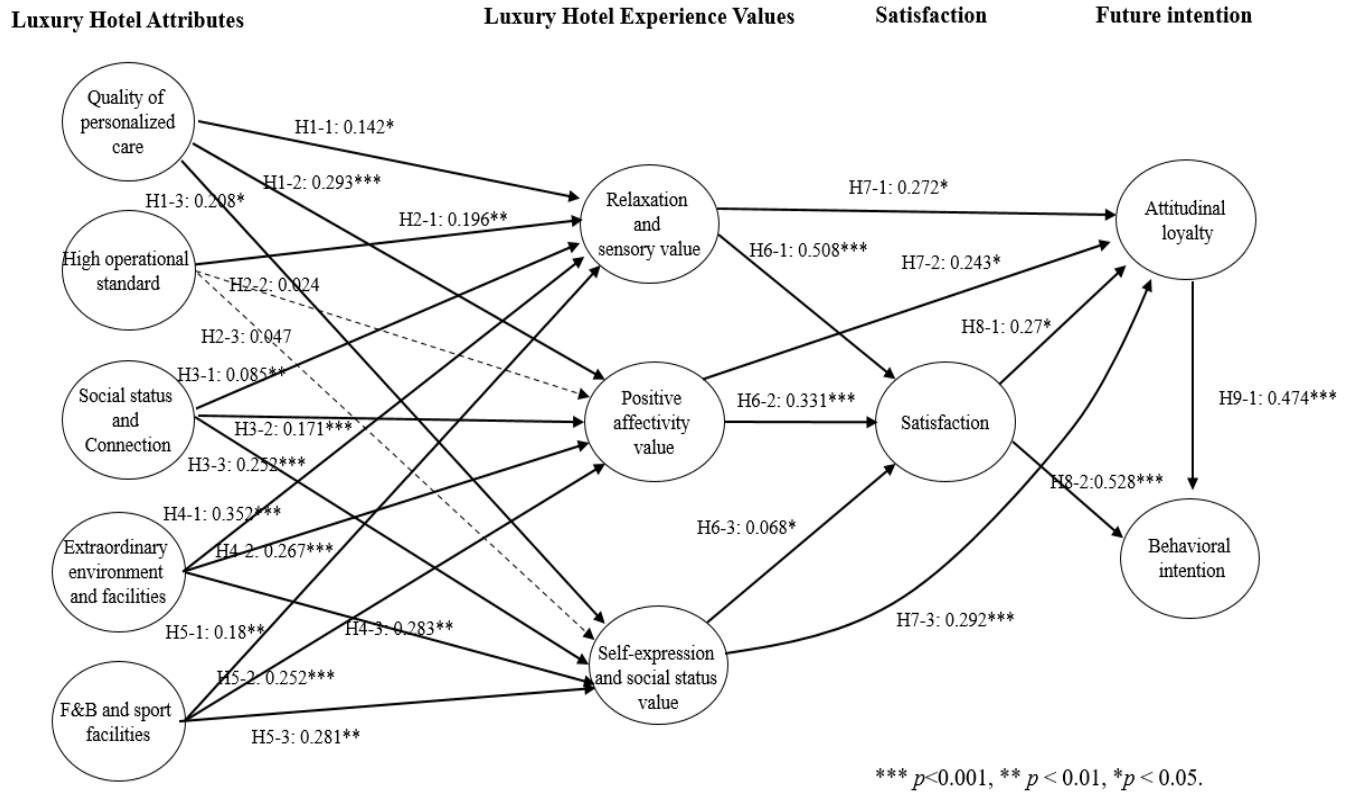 Luxury Hotel Attributes
Luxury Hotel Experience Values
Satisfaction
Future intention
Quality of
personalized
care
High operational
standard
Social status
and
Connection
Extraordinary
environment
and facilities
F&B and sport
facilities
H1-1: 0.142*
H1-2: 0.293***
H1-3: 0.208*
H2-1: 0.196**
H2-2: 0.024
H2-3: 0.047
H3-1: 0.085**
H3-2: 0.171***
H3-3: 0.252***
H4-1: 0.352***
H4-2: 0.267***
H4-3: 0.283**
H5-1: 0.18**
H5-2: 0.252***
H5-3: 0.281**
Relaxation
and
sensory value
Positive
affectivity
value
Self-expression
and social status
value
H7-1: 0.272*
H6-1: 0.508***
H7-2: 0.243*
H6-2: 0.331***
H6-3: 0.068*
H7-3: 0.292***
Satisfaction
H8-1: 0.27*
H8-2:0.528***
Attitudinal
loyalty
H9-1: 0.474***
Behavioral
intention
*** p<0.001, ** p < 0.01, *p < 0.05.